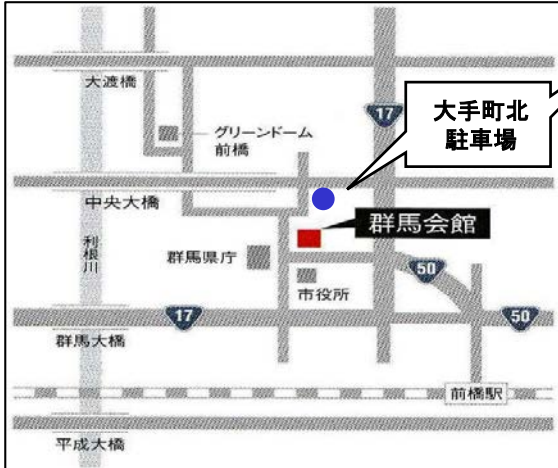 大渡橋
17
大手町北
駐車場
グリーンドーム
前橋
中央大橋
群馬会館
利根川
群馬県庁
50
市役所
17
50
群馬大橋
前橋駅
平成大橋